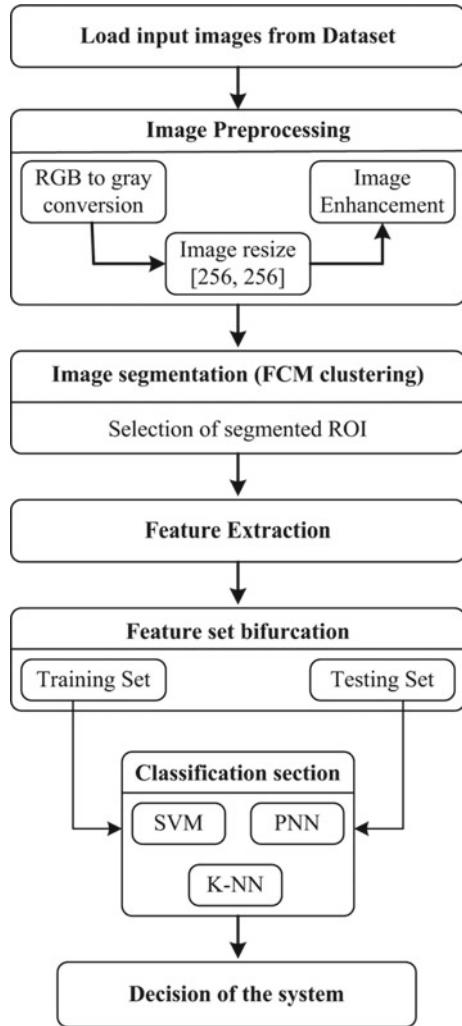 Load input images from Dataset
Image Preprocessing
RGB to gray
conversion
Image
Enhancement
Image resize
[256, 256]
Image segmentation (FCM clustering)
Selection of segmented ROI
Feature Extraction
Feature set bifurcation
Training Set
Testing Set
Classification section
SVM
PNN
K-NN
Decision of the system